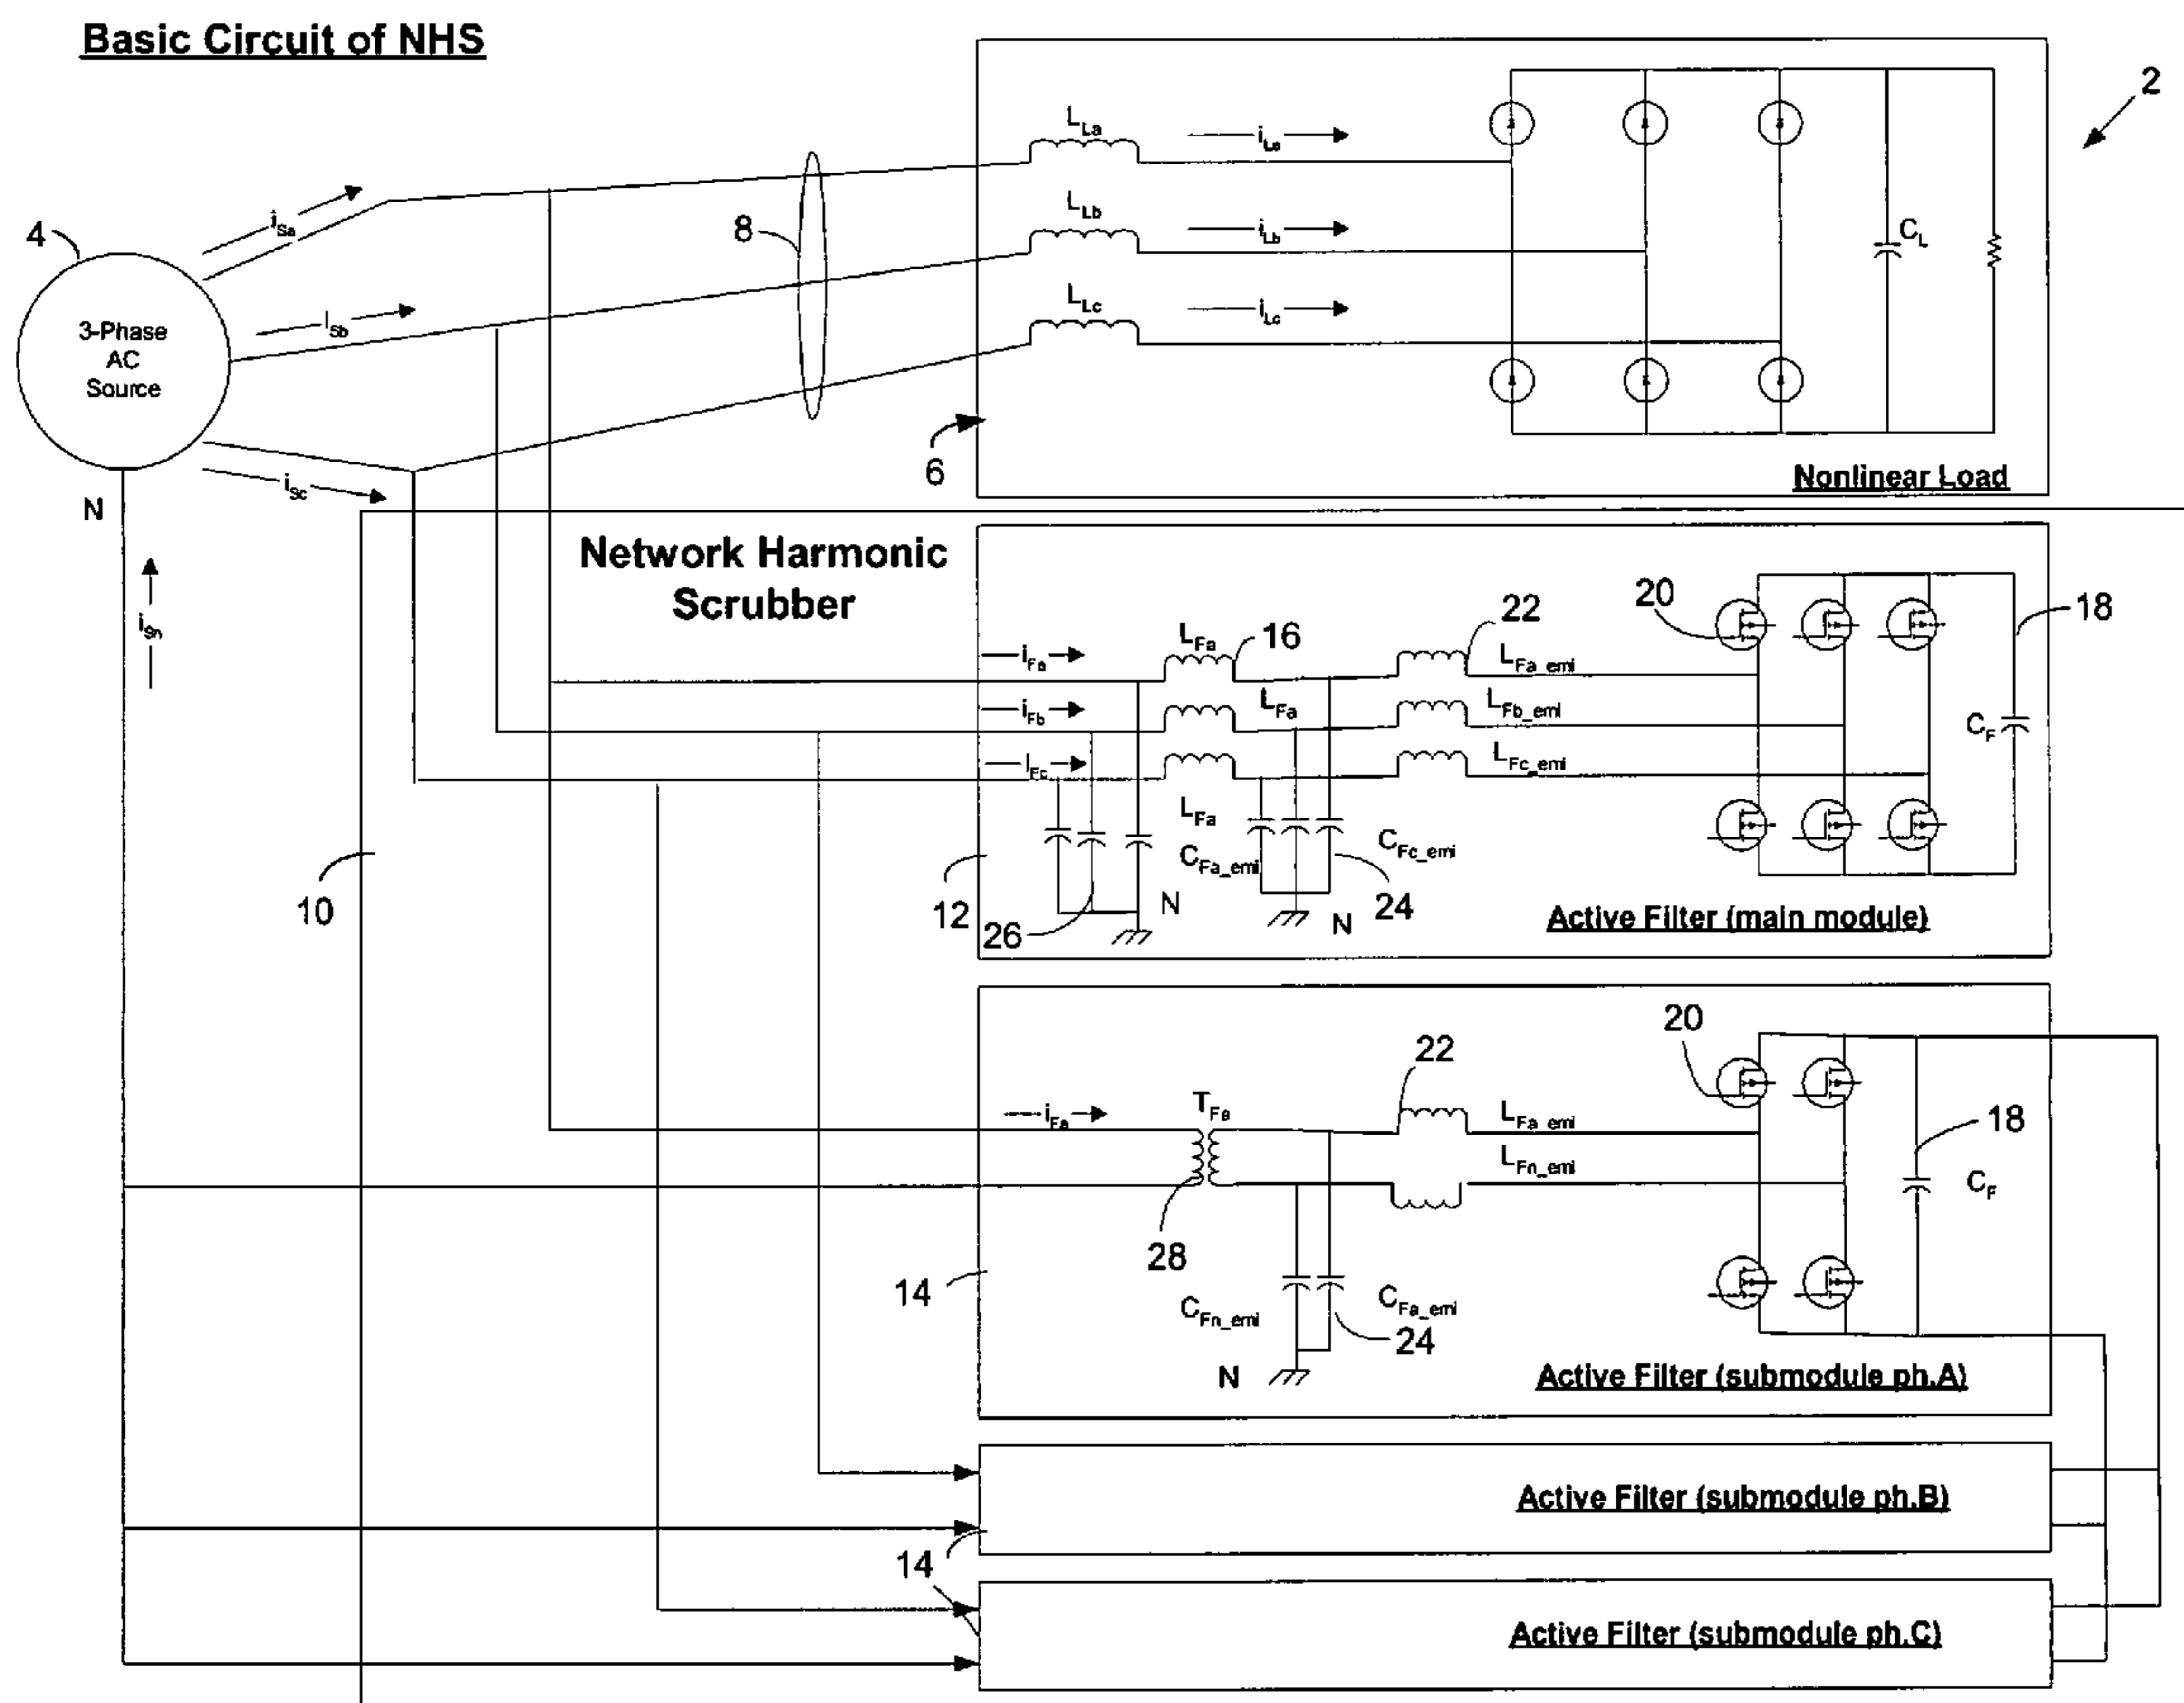 Basic Circuit of NHS
2
L_La
i_La
L_Lb
i_Lb
L_Lc
i_Lc
C_L
4
8
i_Sa
3-Phase
AC
Source
i_Sb
i_Sc
6
Nonlinear Load
N
i_Sn
Network Harmonic
Scrubber
20
18
22
L_Fa
16
i_Fa
L_Fa_emi
i_Fb
L_Fa
L_Fb_emi
C_F
i_Fc
L_Fc_emi
L_Fa
C_Fa_emi
C_Fc_emi
10
12
26
N
24
N
Active Filter (main module)
20
22
i_Fa
T_Fa
L_Fa_emi
18
L_Fn_emi
C_F
28
14
C_Fn_emi
C_Fa_emi
24
N
Active Filter (submodule ph.A)
Active Filter (submodule ph.B)
14
Active Filter (submodule ph.C)